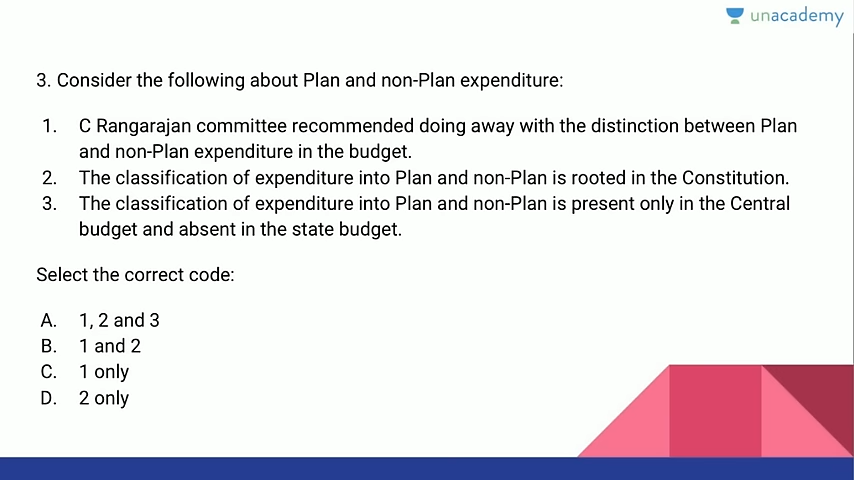 unacademy
3. Consider the following about Plan and non-Plan expenditure:
1. C Rangarajan committee recommended doing away with the distinction between Plan
and non-Plan expenditure in the budget.
2. The classification of expenditure into Plan and non-Plan is rooted in the Constitution.
3. The classification of expenditure into Plan and non-Plan is present only in the Central
budget and absent in the state budget.
Select the correct code:
A. 1, 2 and 3
B. 1 and 2
C. 1 only
D. 2 only